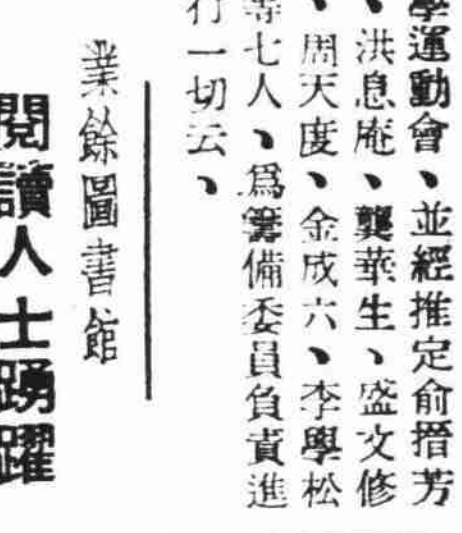 學運動會、並經推定俞搢芳
、洪息庵、龔華生、盛文修
、周天度、金成六、李學松
等七人、爲籌備委員負責進
行一切云、
業餘圖書館
閱讀人士踴躍